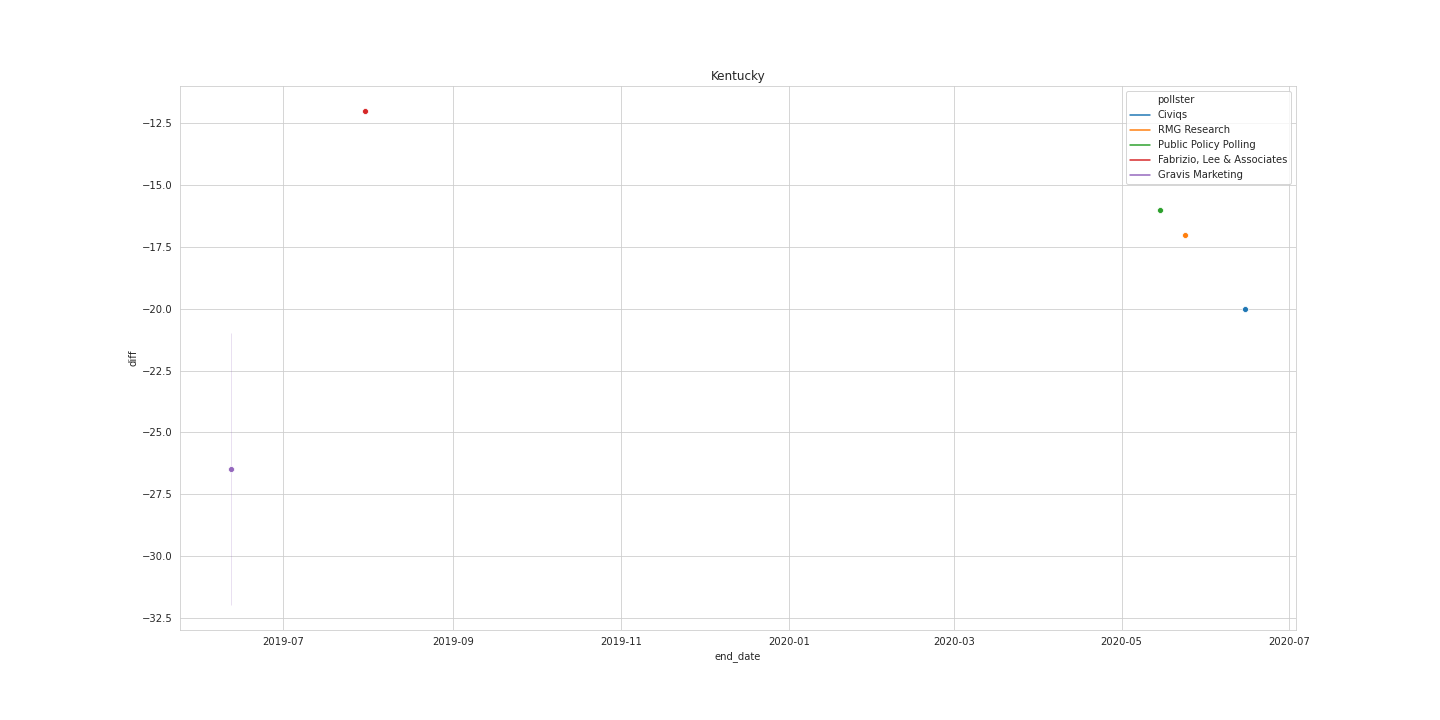 Kentucky
pollster
Civiqs
RMG Research
Public Policy Polling
Fabrizio, Lee & Associates
Gravis Marketing
−12.5
−15.0
−17.5
−20.0
−22.5
−25.0
−27.5
−30.0
−32.5
diff
2019-07 2019-09 2019-11 2020-01 2020-03 2020-05 2020-07
end_date